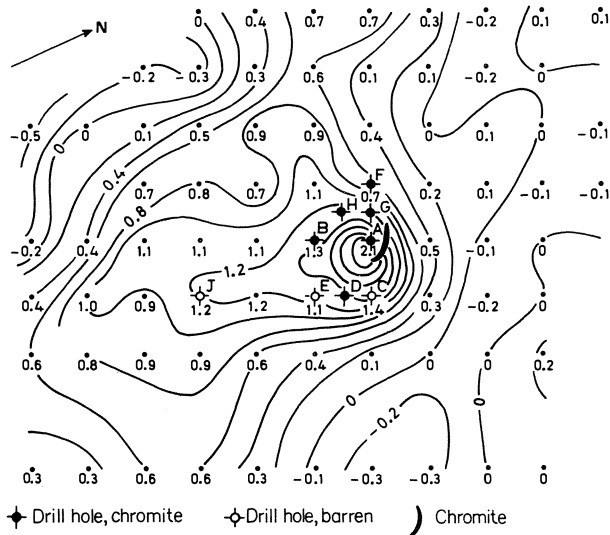 0 0.4 0.7 0.7 0.3 -0.2 0.1 0.1
N
-0.2 -0.3 0.3 0.6 0.1 0.1 -0.2 0
-0.5 0 0.1 0.5 0.9 0.9 0.4 0 0.1 0 -0.1
0
0.4
F
0.7 0.8 0.7 1.1 0.7 0.2 0.1 -0.1 -0.1
0.8
H G
B A
-0.2 0.4 1.1 1.1 1.1 1.3 2.1 0.5 -0.1 0
1.2
J E D C
0.4 1.0 0.9 1.2 1.2 1.1 1.4 0.3 -0.2 0
0.6 0.8 0.9 0.9 0.6 0.4 0.1 0 0 0.2
0
0
-0.2
0.3 0.3 0.6 0.6 0.3 -0.1 -0.3 -0.3 0 0
Drill hole, chromite Drill hole, barren Chromite